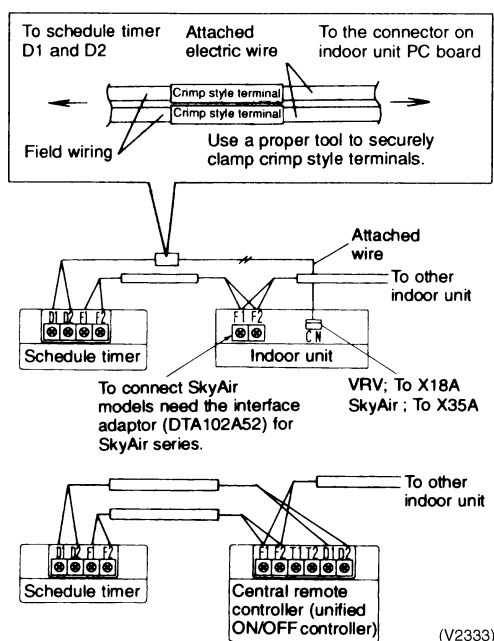 To schedule timer
D1 and D2
Attached
electric wire
To the connector on
indoor unit PC board
Crimp style terminal
Crimp style terminal
Field wiring
Use a proper tool to securely
clamp crimp style terminals.
Attached
wire
To other
indoor unit
D1 D2 F1 F2
Schedule timer
F1 F2
CN
Indoor unit
To connect SkyAir
models need the interface
adaptor (DTA102A52) for
SkyAir series.
VRV; To X18A
SkyAir ; To X35A
To other
indoor unit
D1 D2 F1 F2
Schedule timer
F1 F2 T1 T2 D1 D2
Central remote
controller (unified
ON/OFF controller)
(V2333)